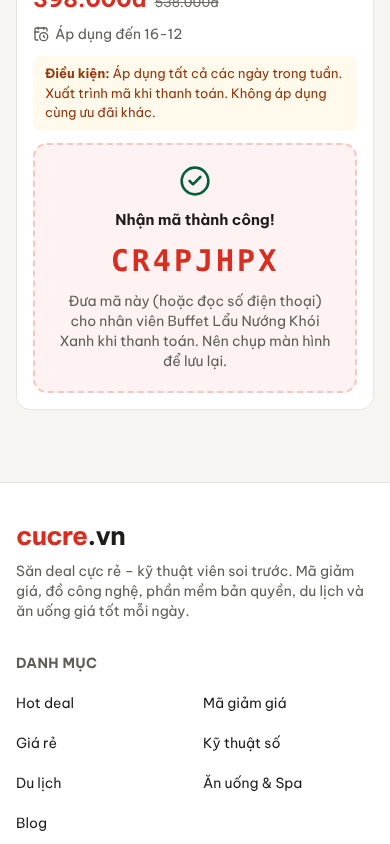 398.000đ 538.000đ
Áp dụng đến 16-12
Điều kiện: Áp dụng tất cả các ngày trong tuần.
Xuất trình mã khi thanh toán. Không áp dụng
cùng ưu đãi khác.
Nhận mã thành công!
CR4PJHPX
Đưa mã này (hoặc đọc số điện thoại)
cho nhân viên Buffet Lẩu Nướng Khói
Xanh khi thanh toán. Nên chụp màn hình
để lưu lại.
cucre.vn
Săn deal cực rẻ – kỹ thuật viên soi trước. Mã giảm
giá, đồ công nghệ, phần mềm bản quyền, du lịch và
ăn uống giá tốt mỗi ngày.
DANH MỤC
Hot deal
Mã giảm giá
Giá rẻ
Kỹ thuật số
Du lịch
Ăn uống & Spa
Blog